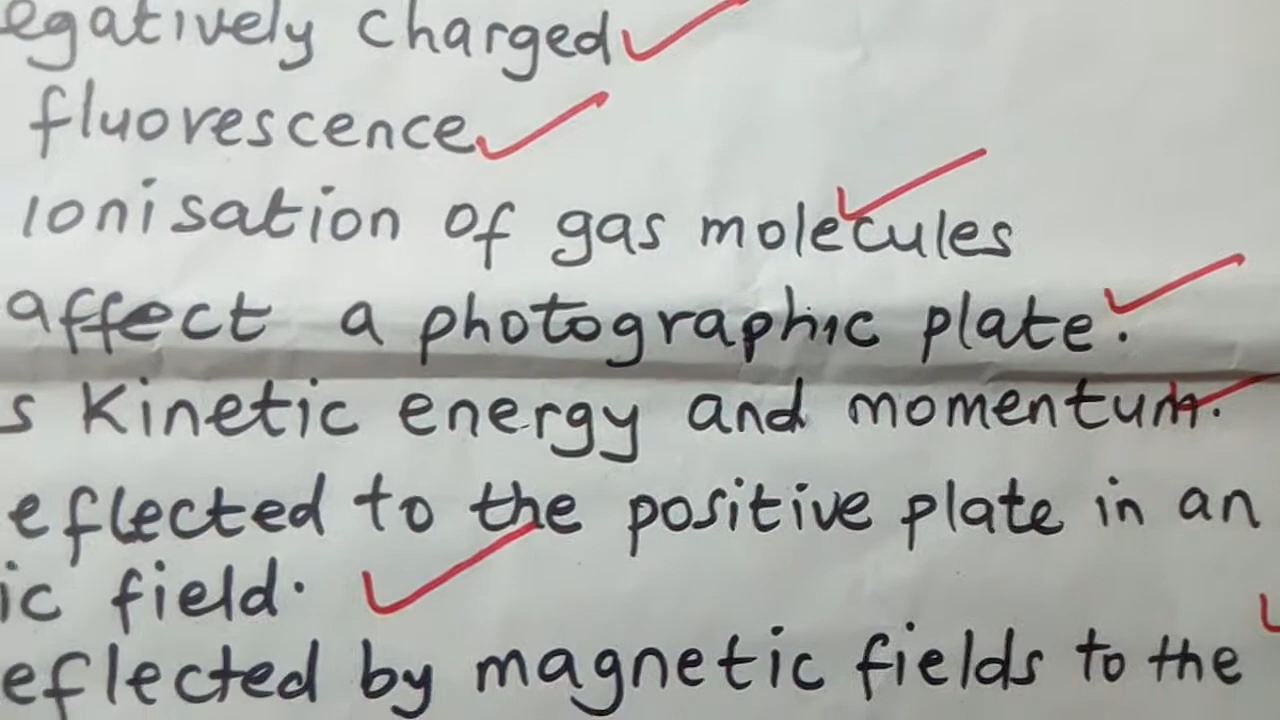 egatively charged
fluorescence
Ionisation of gas molecules
affect a photographic plate.
s Kinetic energy and momentum.
eflected to the positive plate in an
ic field.
eflected by magnetic fields to the